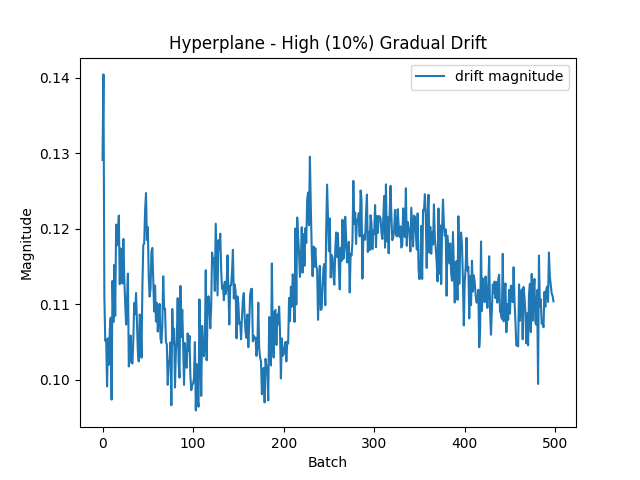 Hyperplane - High (10%) Gradual Drift
drift magnitude
0.14
0.13
0.12
0.11
0.10
Magnitude
0
100
200
300
400
500
Batch